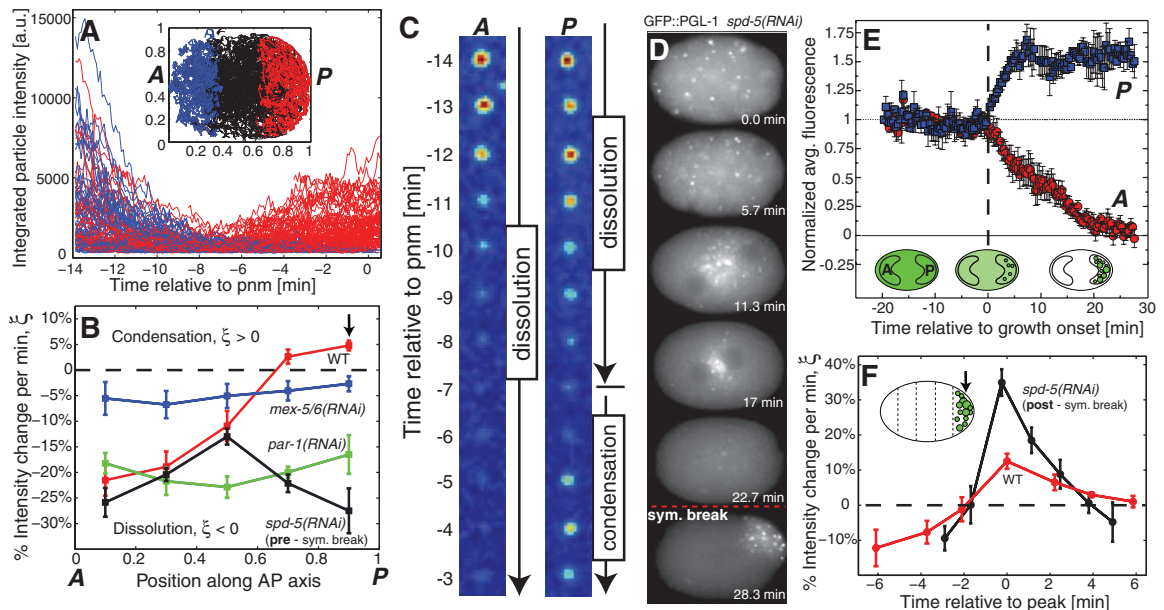 A
Integrated particle intensity [a.u.]
15000
10000
5000
0
1
0.8
0.6
0.4
0.2
0
A
P
0.2 0.4 0.6 0.8 1
−14 −12 −10 −8 −6 −4 −2 0
Time relative to pnm [min]
B
% Intensity change per min, ξ
10%
5%
0
−5%
−10%
−15%
−20%
−25%
−30%
Condensation, ξ > 0
WT
mex-5/6(RNAi)
par-1(RNAi)
Dissolution, ξ < 0
spd-5(RNAi)
(pre - sym. break)
0 0.2 0.4 0.6 0.8 1
A
Position along AP axis
P
C
A
P
Time relative to pnm [min]
-14
-13
-12
-11
-10
-9
-8
-7
-6
-5
-4
-3
dissolution
dissolution
condensation
GFP::PGL-1 spd-5(RNAi)
D
0.0 min
5.7 min
11.3 min
17 min
22.7 min
sym. break
28.3 min
E
Normalized avg. fluorescence
1.5
1.25
1
0.75
0.5
0.25
0
-0.25
P
A
A
P
-20 -10 0 10 20 30
Time relative to growth onset [min]
F
% Intensity change per min, ξ
40%
30%
20%
10%
0
−10%
spd-5(RNAi)
(post - sym. break)
WT
-6 -4 −2 0 2 4 6
Time relative to peak [min]